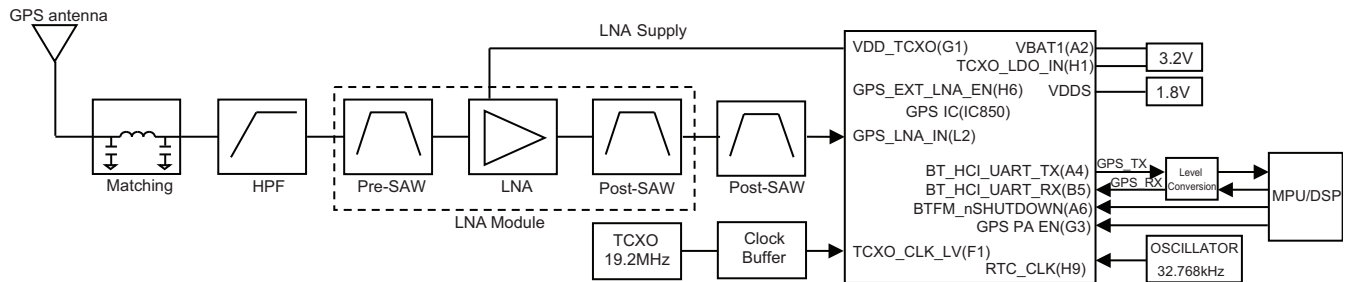 GPS antenna
LNA Supply
VDD_TCXO(G1)
VBAT1(A2)
3.2V
TCXO_LDO_IN(H1)
GPS_EXT_LNA_EN(H6)
VDDS
1.8V
GPS IC(IC850)
GPS_LNA_IN(L2)
Matching
HPF
Pre-SAW
LNA
Post-SAW
Post-SAW
LNA Module
BT_HCI_UART_TX(A4)
GPS_TX
BT_HCI_UART_RX(B5)
GPS_RX
Level
Conversion
MPU/DSP
BTFM_nSHUTDOWN(A6)
GPS PA EN(G3)
TCXO
19.2MHz
Clock
Buffer
TCXO_CLK_LV(F1)
RTC_CLK(H9)
OSCILLATOR
32.768kHz